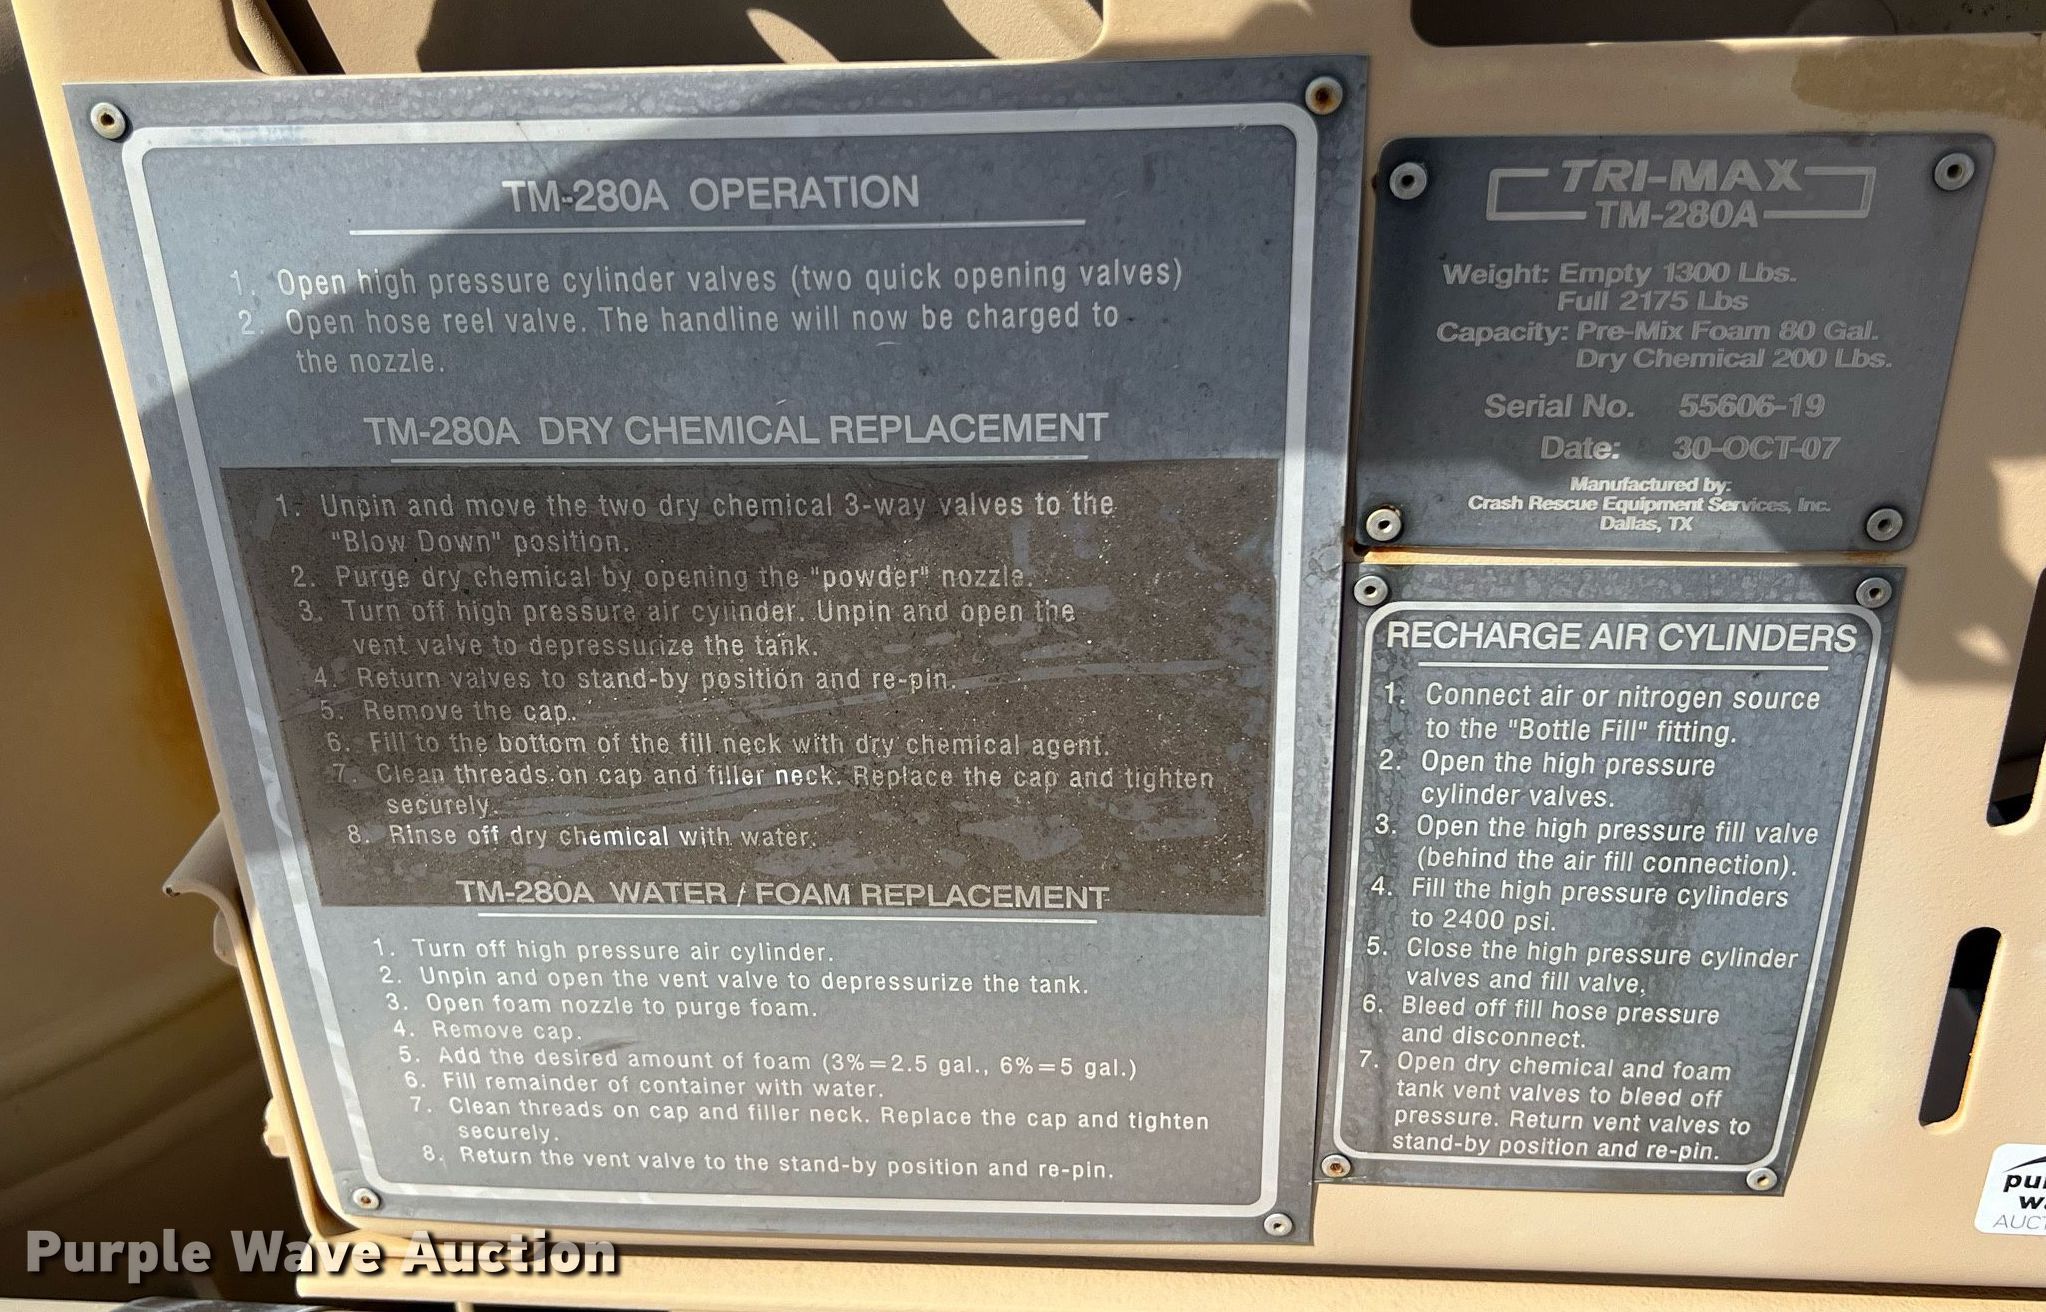 TM-280A OPERATION
1. Open high pressure cylinder valves (two quick opening valves)
2. Open hose reel valve. The handline will now be charged to
the nozzle.
TM-280A DRY CHEMICAL REPLACEMENT
1. Unpin and move the two dry chemical 3-way valves to the
"Blow Down" position.
2. Purge dry chemical by opening the "powder" nozzle.
3. Turn off high pressure air cylinder. Unpin and open the
vent valve to depressurize the tank.
4. Return valves to stand-by position and re-pin.
5. Remove the cap.
6. Fill to the bottom of the fill neck with dry chemical agent.
7. Clean threads on cap and filler neck. Replace the cap and tighten
securely.
8. Rinse off dry chemical with water.
TM-280A WATER / FOAM REPLACEMENT
1. Turn off high pressure air cylinder.
2. Unpin and open the vent valve to depressurize the tank.
3. Open foam nozzle to purge foam.
4. Remove cap.
5. Add the desired amount of foam (3%=2.5 gal., 6%=5 gal.)
6. Fill remainder of container with water.
7. Clean threads on cap and filler neck. Replace the cap and tighten
securely.
8. Return the vent valve to the stand-by position and re-pin.
TRI-MAX
TM-280A
Weight: Empty 1300 Lbs.
Full 2175 Lbs
Capacity: Pre-Mix Foam 80 Gal.
Dry Chemical 200 Lbs.
Serial No. 55606-19
Date: 30-OCT-07
Manufactured by:
Crash Rescue Equipment Services, Inc.
Dallas, TX
RECHARGE AIR CYLINDERS
1. Connect air or nitrogen source
to the "Bottle Fill" fitting.
2. Open the high pressure
cylinder valves.
3. Open the high pressure fill valve
(behind the air fill connection).
4. Fill the high pressure cylinders
to 2400 psi.
5. Close the high pressure cylinder
valves and fill valve.
6. Bleed off fill hose pressure
and disconnect.
7. Open dry chemical and foam
tank vent valves to bleed off
pressure. Return vent valves to
stand-by position and re-pin.
Purple Wave Auction